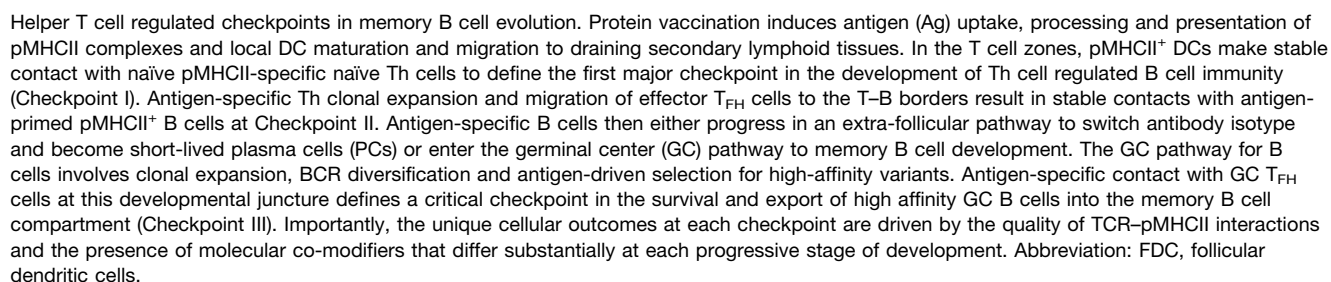 Helper T cell regulated checkpoints in memory B cell evolution. Protein vaccination induces antigen (Ag) uptake, processing and presentation of
pMHCII complexes and local DC maturation and migration to draining secondary lymphoid tissues. In the T cell zones, pMHCII⁺ DCs make stable
contact with naïve pMHCII-specific naïve Th cells to define the first major checkpoint in the development of Th cell regulated B cell immunity
(Checkpoint I). Antigen-specific Th clonal expansion and migration of effector T_FH cells to the T–B borders result in stable contacts with antigen-
primed pMHCII⁺ B cells at Checkpoint II. Antigen-specific B cells then either progress in an extra-follicular pathway to switch antibody isotype
and become short-lived plasma cells (PCs) or enter the germinal center (GC) pathway to memory B cell development. The GC pathway for B
cells involves clonal expansion, BCR diversification and antigen-driven selection for high-affinity variants. Antigen-specific contact with GC T_FH
cells at this developmental juncture defines a critical checkpoint in the survival and export of high affinity GC B cells into the memory B cell
compartment (Checkpoint III). Importantly, the unique cellular outcomes at each checkpoint are driven by the quality of TCR–pMHCII interactions
and the presence of molecular co-modifiers that differ substantially at each progressive stage of development. Abbreviation: FDC, follicular
dendritic cells.